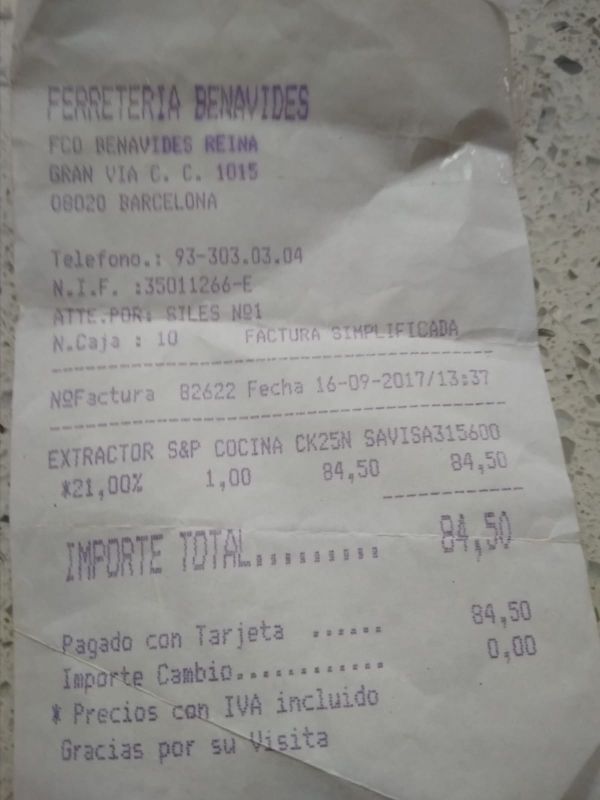 FERRETERIA BENAVIDES
FCO BENAVIDES REINA
GRAN VIA C. C. 1015
08020 BARCELONA
Telefono.: 93-303.03.04
N.I.F. :35011266-E
ATTE.POR: SILES Nº1
N.Caja : 10 FACTURA SIMPLIFICADA
NºFactura 82622 Fecha 16-09-2017/13:37
EXTRACTOR S&P COCINA CK25N SAVISA315600
*21,00% 1,00 84,50 84,50
IMPORTE TOTAL......... 84,50
Pagado con Tarjeta ...... 84,50
Importe Cambio............ 0,00
* Precios con IVA incluido
Gracias por su Visita